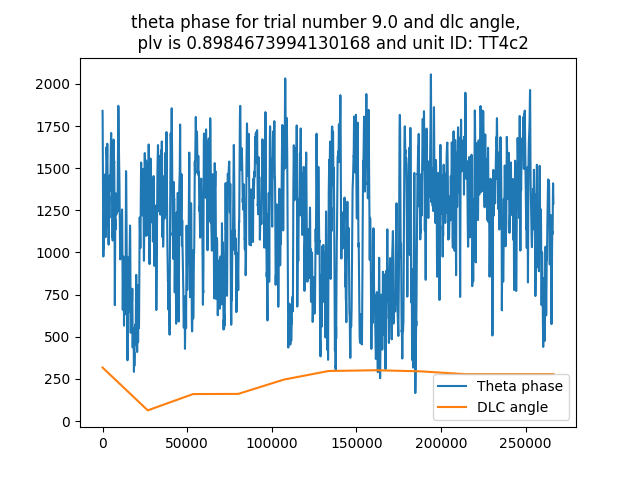 theta phase for trial number 9.0 and dlc angle,
plv is 0.8984673994130168 and unit ID: TT4c2
2000
1750
1500
1250
1000
750
500
250
0
0 50000 100000 150000 200000 250000
Theta phase
DLC angle